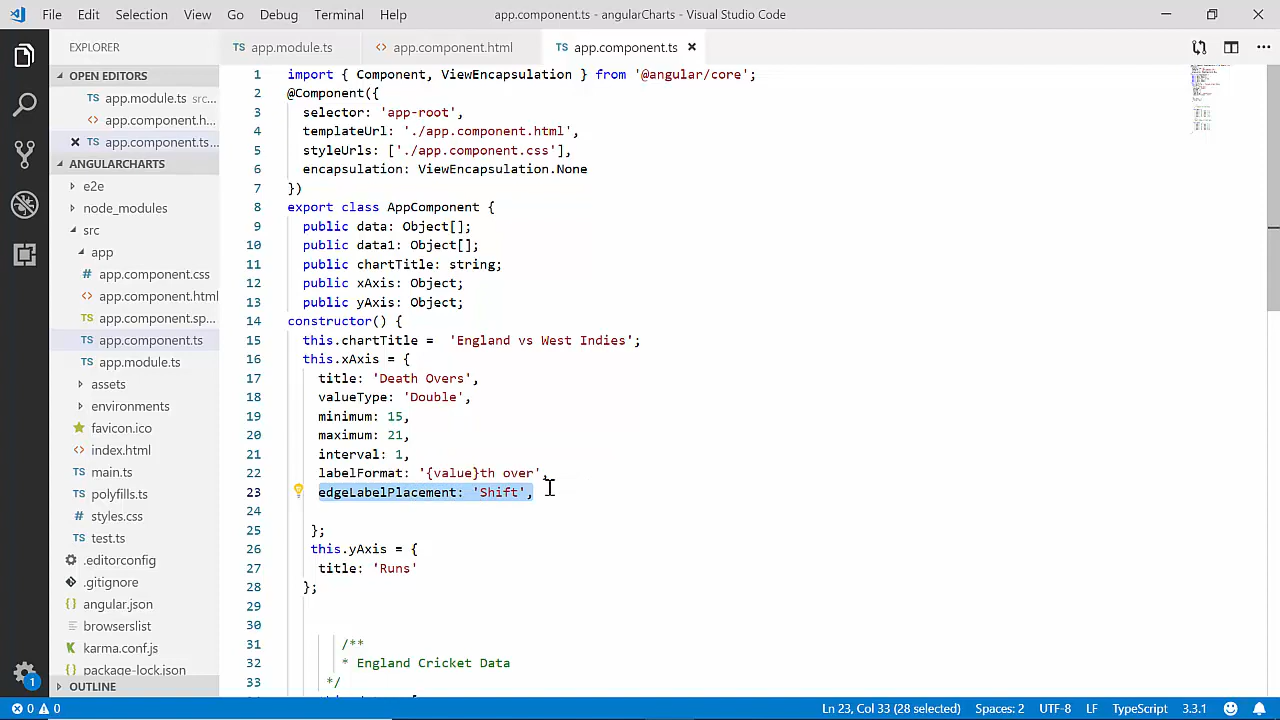 File Edit Selection View Go Debug Terminal Help app.component.ts - angularCharts - Visual Studio Code
EXPLORER
OPEN EDITORS
TS app.module.ts src...
<> app.component.h...
TS app.component.ts...
ANGULARCHARTS
e2e
node_modules
src
app
# app.component.css
<> app.component.html
TS app.component.sp...
TS app.component.ts
TS app.module.ts
assets
environments
favicon.ico
<> index.html
TS main.ts
TS polyfills.ts
# styles.css
TS test.ts
.editorconfig
.gitignore
{} angular.json
browserslist
karma.conf.js
{} package-lock.json
OUTLINE
TS app.module.ts <> app.component.html TS app.component.ts
1 import { Component, ViewEncapsulation } from '@angular/core';
2 @Component({
3 selector: 'app-root',
4 templateUrl: './app.component.html',
5 styleUrls: ['./app.component.css'],
6 encapsulation: ViewEncapsulation.None
7 })
8 export class AppComponent {
9 public data: Object[];
10 public data1: Object[];
11 public chartTitle: string;
12 public xAxis: Object;
13 public yAxis: Object;
14 constructor() {
15 this.chartTitle = 'England vs West Indies';
16 this.xAxis = {
17 title: 'Death Overs',
18 valueType: 'Double',
19 minimum: 15,
20 maximum: 21,
21 interval: 1,
22 labelFormat: '{value}th over',
23 edgeLabelPlacement: 'Shift',
24
25 };
26 this.yAxis = {
27 title: 'Runs'
28 };
29
30
31 /**
32 * England Cricket Data
33 */
1
0 0 Ln 23, Col 33 (28 selected) Spaces: 2 UTF-8 LF TypeScript 3.3.1